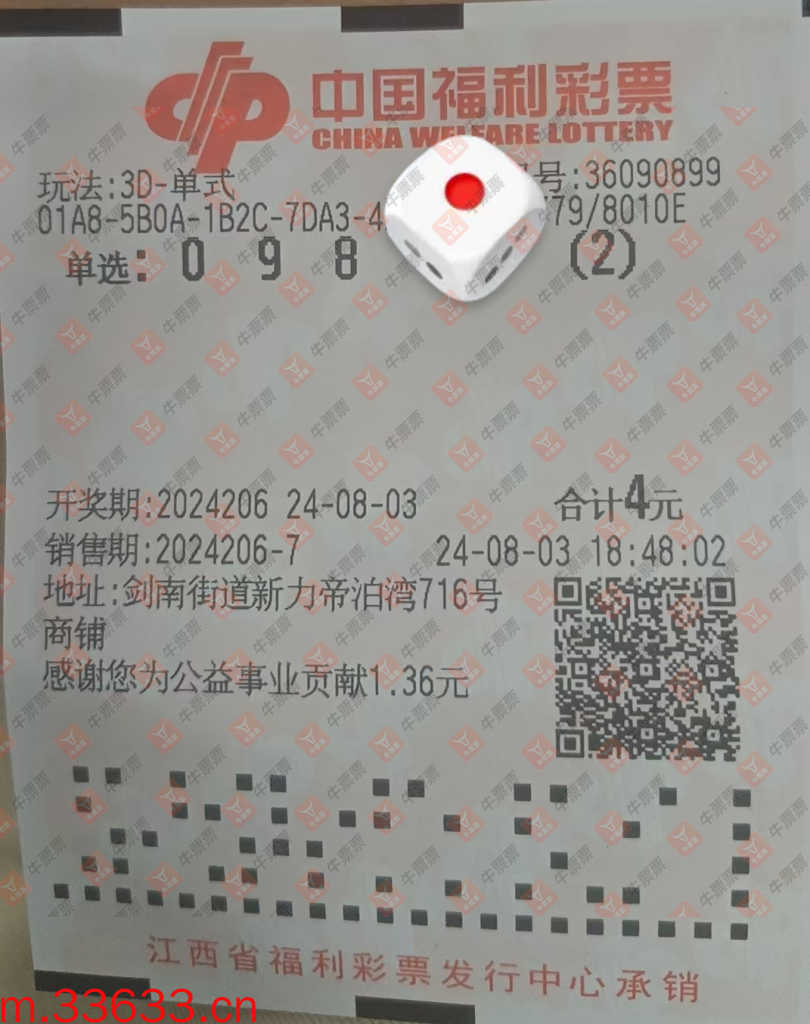 中国福利彩票
CHINA WELFARE LOTTERY
玩法:3D-单式 号:36090899
01A8-5B0A-1B2C-7DA3-4 79/8010E
单选: 0 9 8 (2)
开奖期:2024206 24-08-03 合计4元
销售期:2024206-7 24-08-03 18:48:02
地址:剑南街道新力帝泊湾716号
商铺
感谢您为公益事业贡献1.36元
江西省福利彩票发行中心承销
m.33633.cn
牛票票